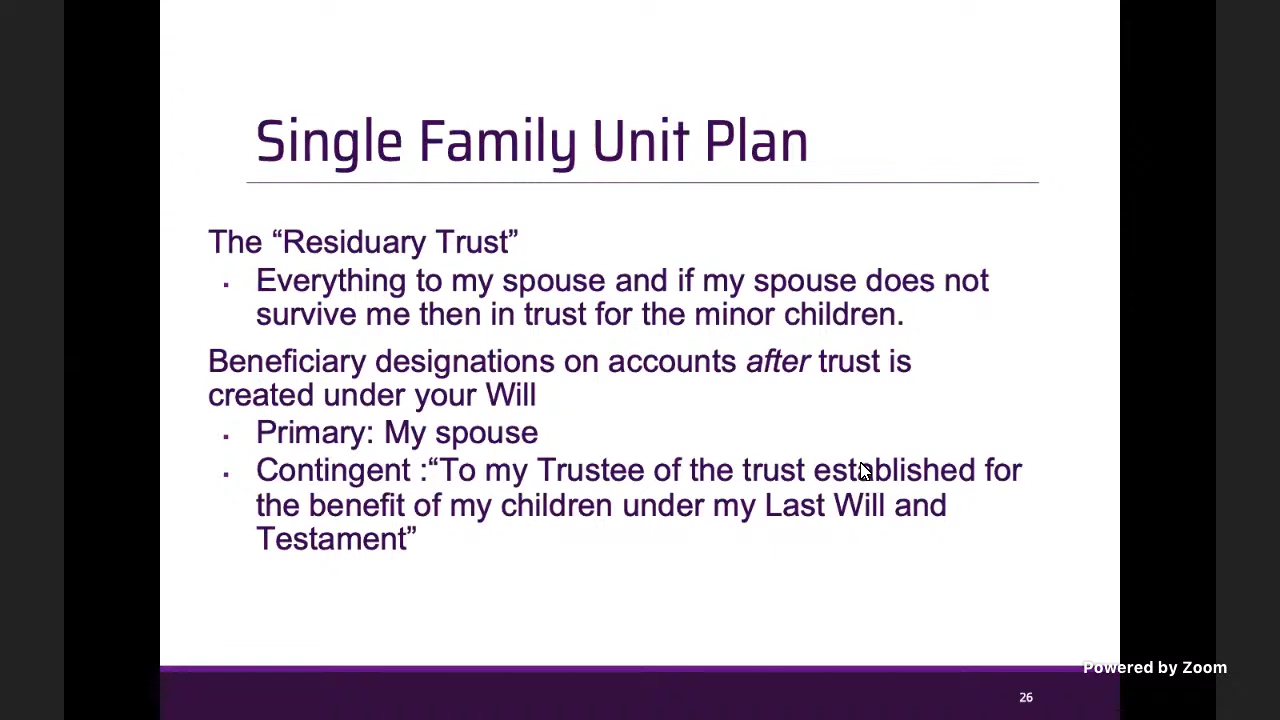 Single Family Unit Plan
The “Residuary Trust”
▪ Everything to my spouse and if my spouse does not
survive me then in trust for the minor children.
Beneficiary designations on accounts after trust is
created under your Will
▪ Primary: My spouse
▪ Contingent :“To my Trustee of the trust established for
the benefit of my children under my Last Will and
Testament”
Powered by Zoom
26